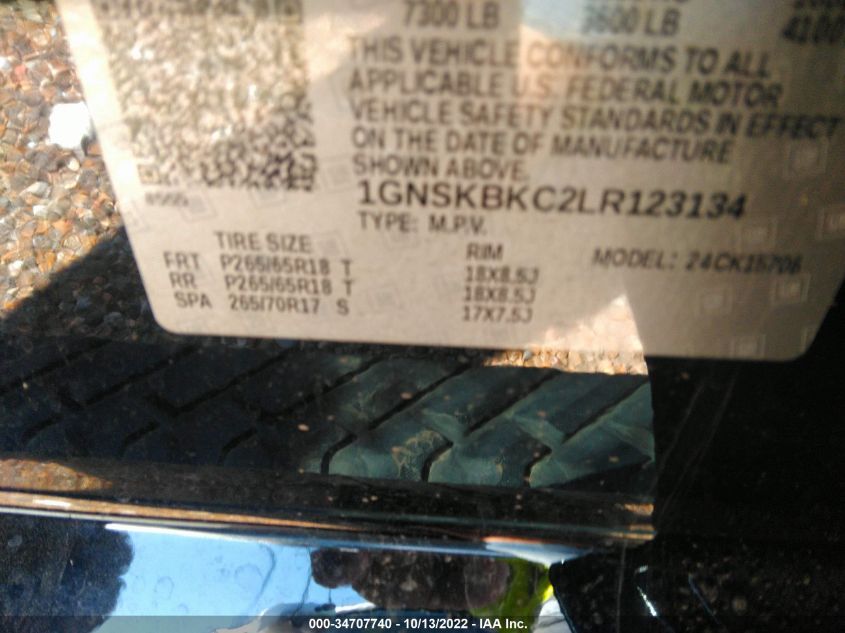 7300 LB
THIS VEHICLE CONFORMS TO ALL
APPLICABLE U.S. FEDERAL MOTOR
VEHICLE SAFETY STANDARDS IN EFFECT
ON THE DATE OF MANUFACTURE
SHOWN ABOVE.
1GNSKBKC2LR123134
TYPE: M.P.V.
TIRE SIZE RIM MODEL: 24CK15706
FRT P265/65R18 T 18X8.5J
RR P265/65R18 T 18X8.5J
SPA 265/70R17 S 17X7.5J
000-34707740 - 10/13/2022 - IAA Inc.